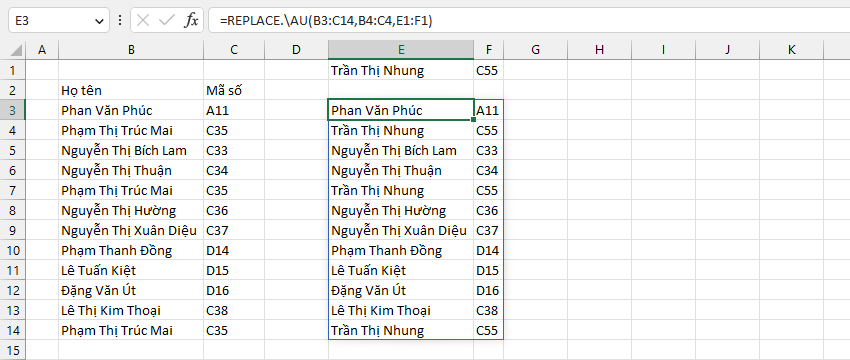 E3 fx =REPLACE.\AU(B3:C14,B4:C4,E1:F1)
A B C D E F G H I J K
1 Trần Thị Nhung C55
2 Họ tên Mã số
3 Phan Văn Phúc A11 Phan Văn Phúc A11
4 Phạm Thị Trúc Mai C35 Trần Thị Nhung C55
5 Nguyễn Thị Bích Lam C33 Nguyễn Thị Bích Lam C33
6 Nguyễn Thị Thuận C34 Nguyễn Thị Thuận C34
7 Phạm Thị Trúc Mai C35 Trần Thị Nhung C55
8 Nguyễn Thị Hường C36 Nguyễn Thị Hường C36
9 Nguyễn Thị Xuân Diệu C37 Nguyễn Thị Xuân Diệu C37
10 Phạm Thanh Đồng D14 Phạm Thanh Đồng D14
11 Lê Tuấn Kiệt D15 Lê Tuấn Kiệt D15
12 Đặng Văn Út D16 Đặng Văn Út D16
13 Lê Thị Kim Thoại C38 Lê Thị Kim Thoại C38
14 Phạm Thị Trúc Mai C35 Trần Thị Nhung C55
15